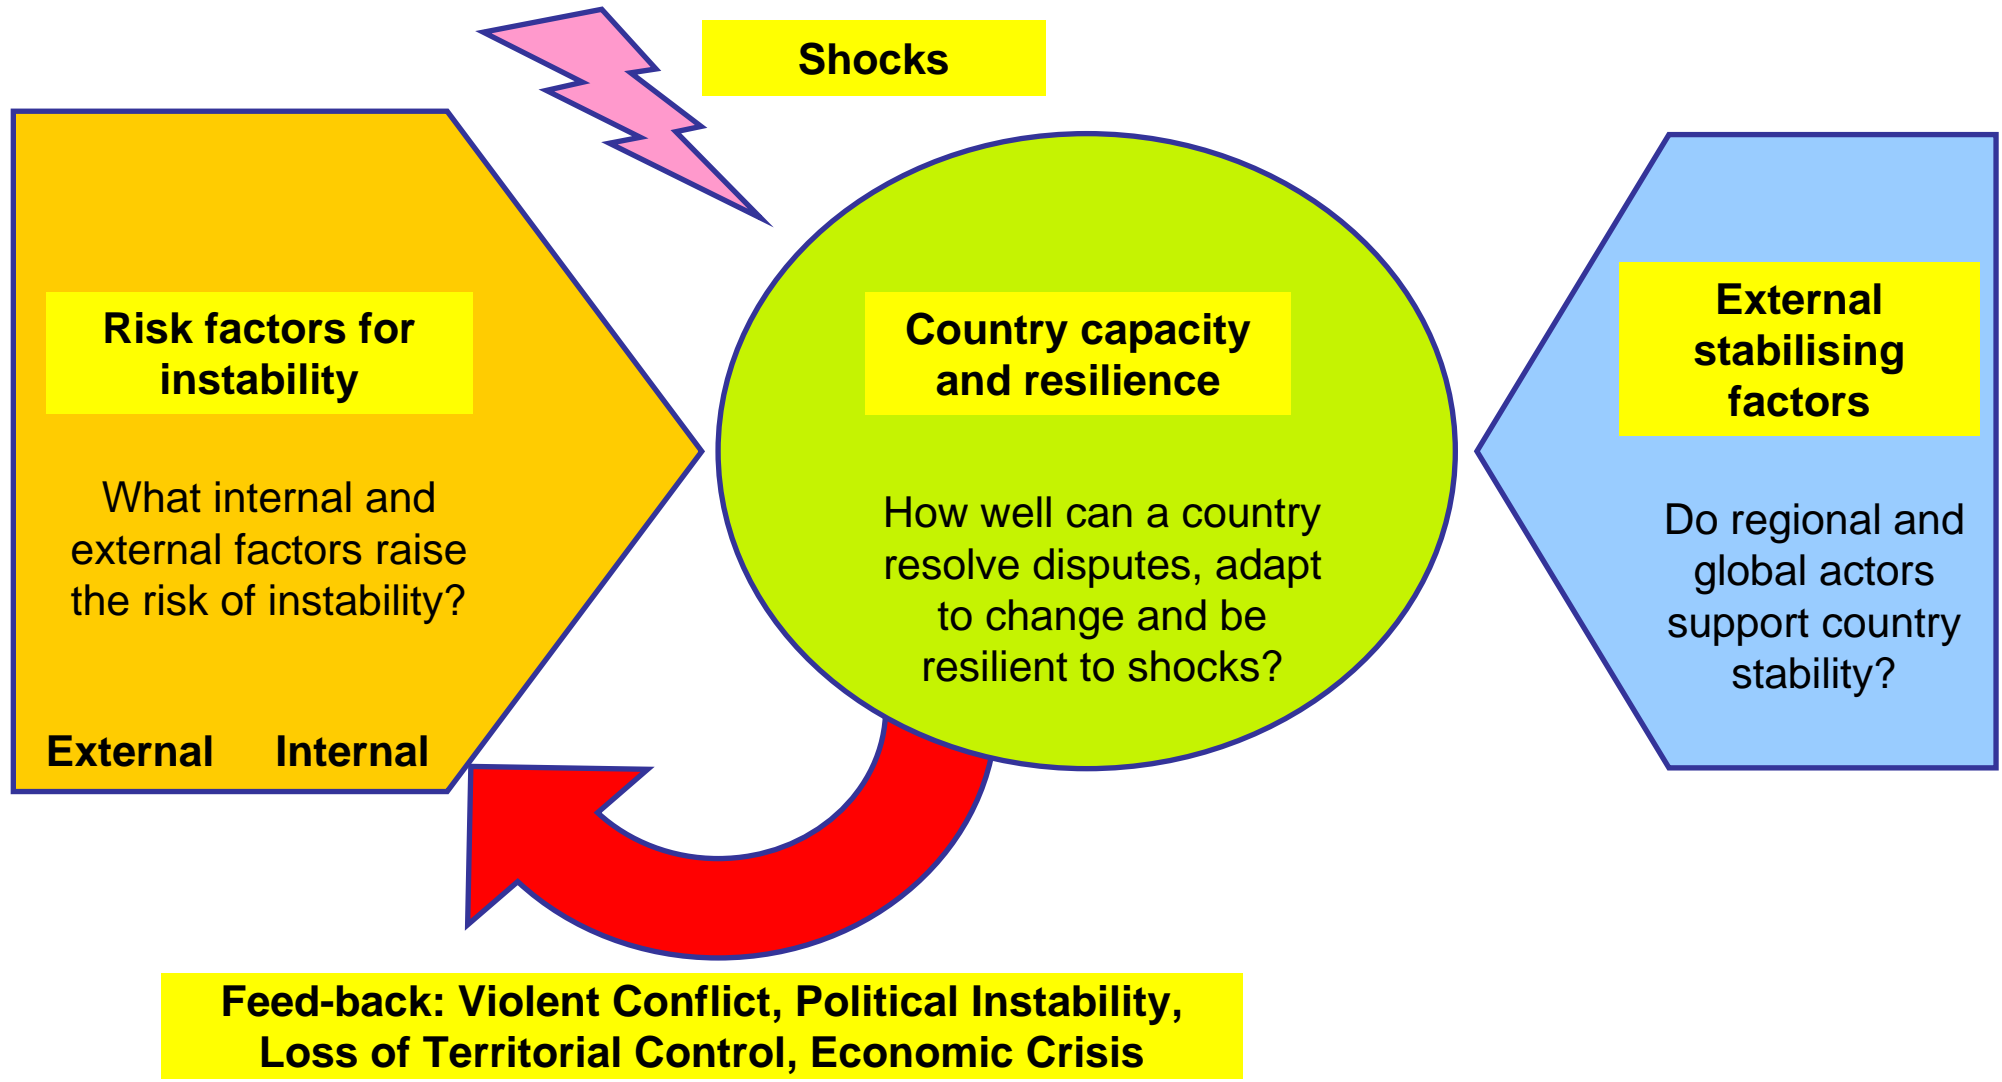 Shocks
Risk factors for
instability
What internal and
external factors raise
the risk of instability?
External Internal
Country capacity
and resilience
How well can a country
resolve disputes, adapt
to change and be
resilient to shocks?
External
stabilising
factors
Do regional and
global actors
support country
stability?
Feed-back: Violent Conflict, Political Instability,
Loss of Territorial Control, Economic Crisis